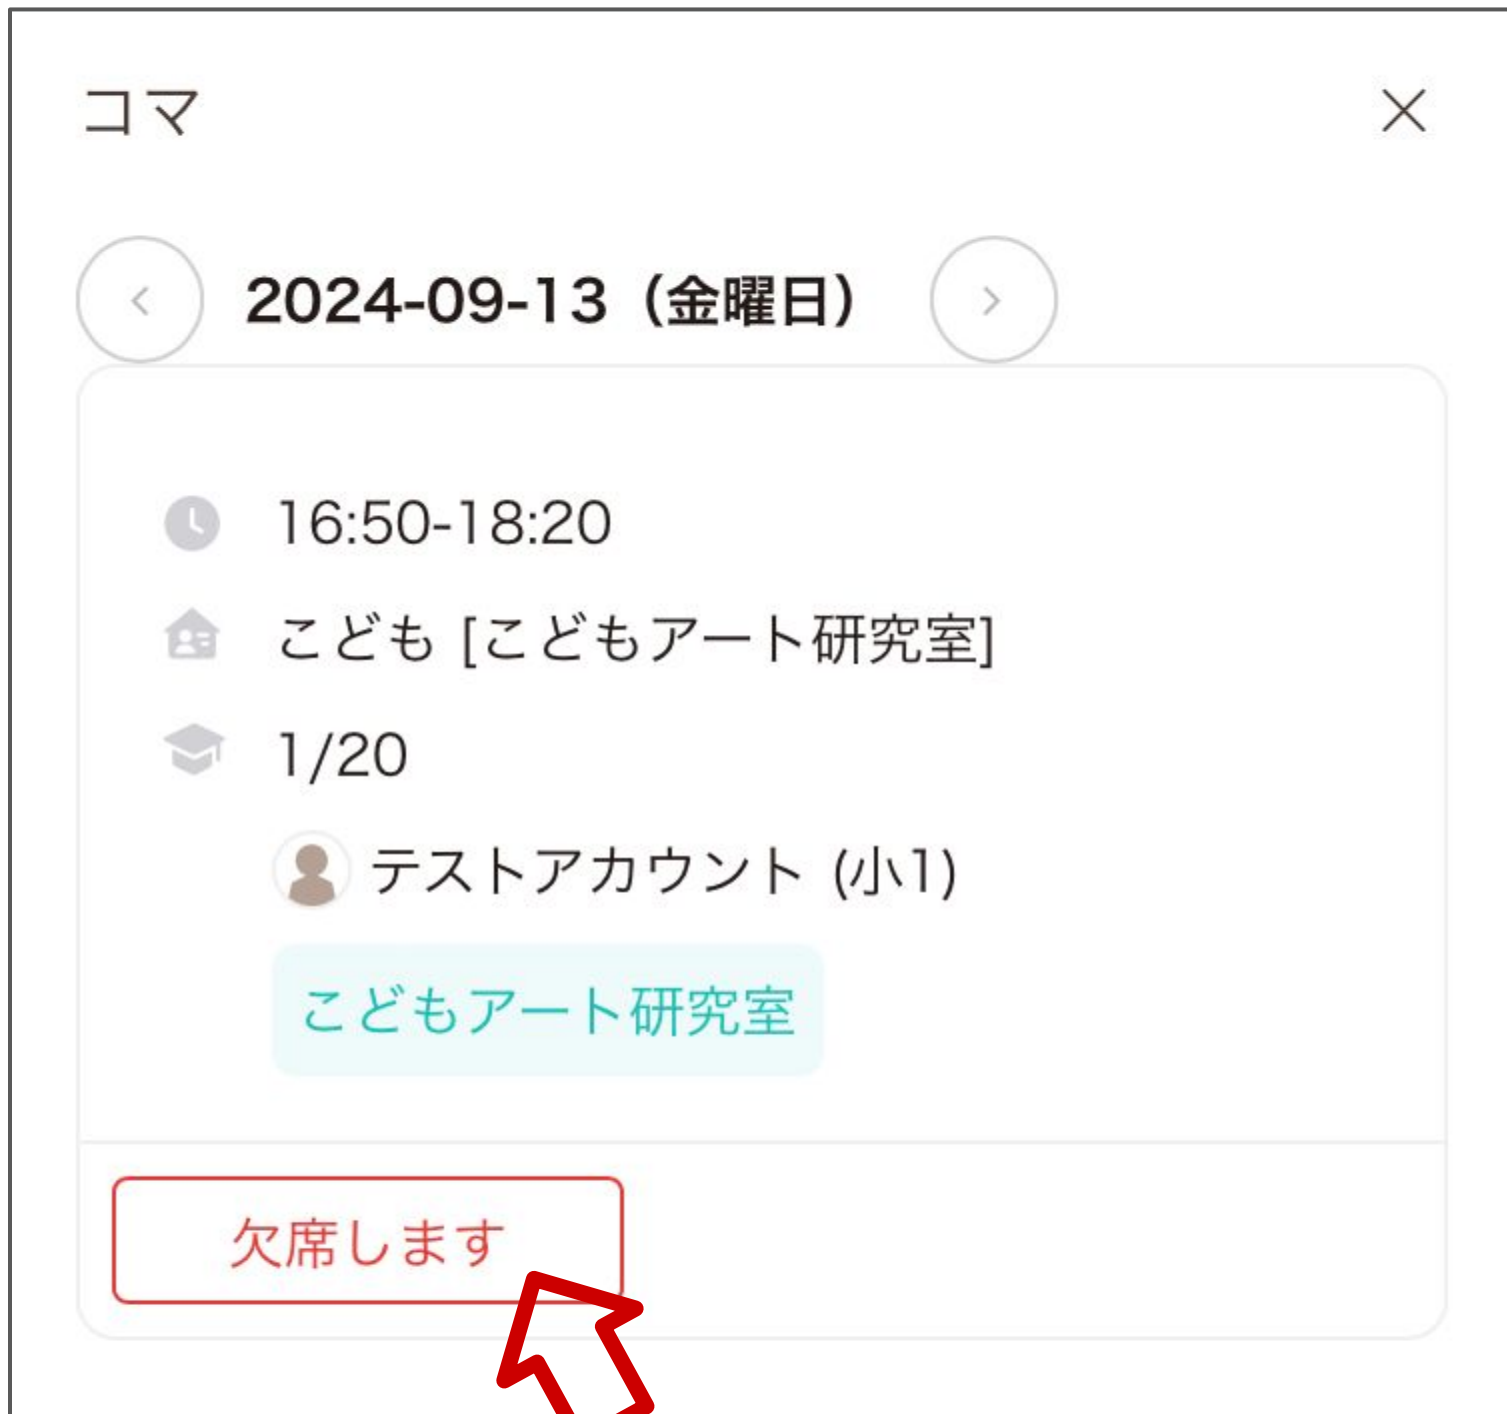 コマ
2024-09-13（金曜日）
16:50-18:20
こども [こどもアート研究室]
1/20
テストアカウント (小1)
こどもアート研究室
欠席します